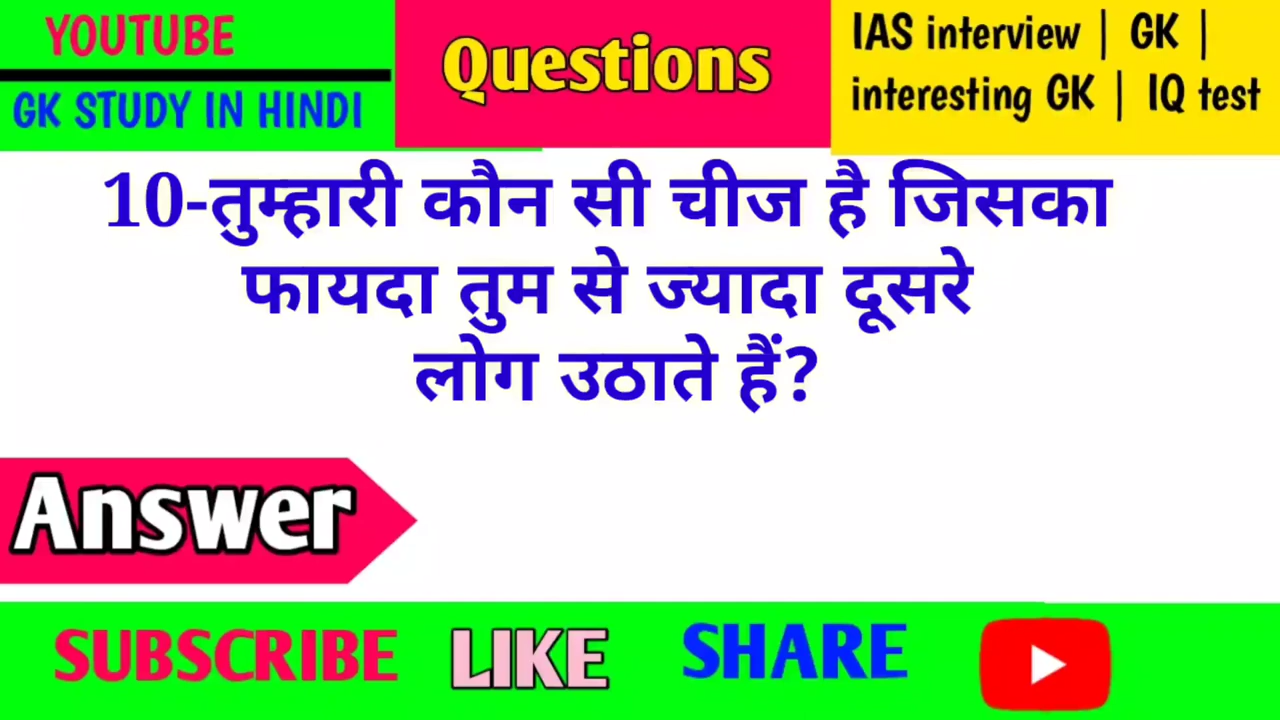 YOUTUBE
GK STUDY IN HINDI
Questions
IAS interview | GK |
interesting GK | IQ test
10-तुम्हारी कौन सी चीज है जिसका
फायदा तुम से ज्यादा दूसरे
लोग उठाते हैं?
Answer
SUBSCRIBE LIKE SHARE